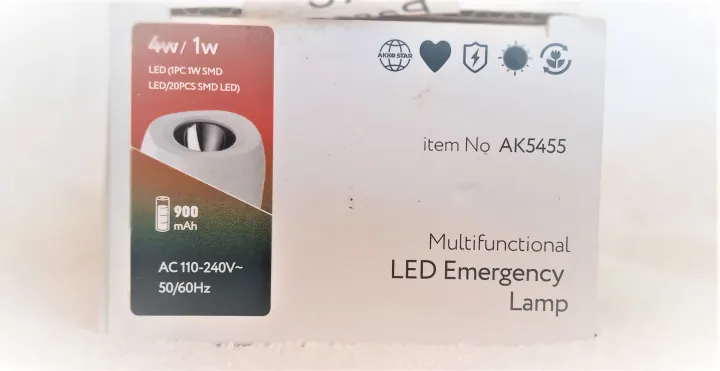 4w/ 1w
LED (1PC 1W SMD
LED/20PCS SMD LED)
900
mAh
AC 110-240V~
50/60Hz
AKKO STAR
item No AK5455
Multifunctional
LED Emergency
Lamp